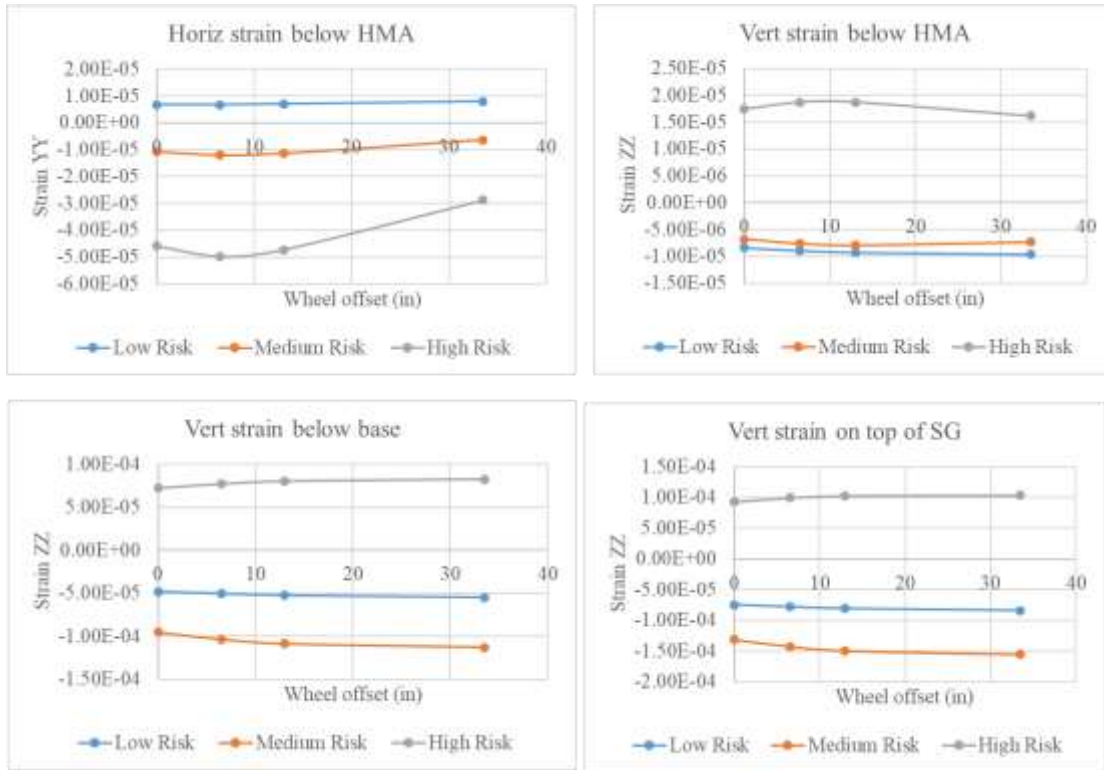 Horiz strain below HMA
2.00E-05
1.00E-05
0.00E+00
-1.00E-05
-2.00E-05
-3.00E-05
-4.00E-05
-5.00E-05
-6.00E-05
0 10 20 30 40
Strain YY
Wheel offset (in)
Low Risk Medium Risk High Risk
Vert strain below HMA
2.50E-05
2.00E-05
1.50E-05
1.00E-05
5.00E-06
0.00E+00
-5.00E-06
-1.00E-05
-1.50E-05
0 10 20 30 40
Strain ZZ
Wheel offset (in)
Low Risk Medium Risk High Risk
Vert strain below base
1.00E-04
5.00E-05
0.00E+00
-5.00E-05
-1.00E-04
-1.50E-04
0 10 20 30 40
Strain ZZ
Wheel offset (in)
Low Risk Medium Risk High Risk
Vert strain on top of SG
1.50E-04
1.00E-04
5.00E-05
0.00E+00
-5.00E-05
-1.00E-04
-1.50E-04
-2.00E-04
0 10 20 30 40
Strain ZZ
Wheel offset (in)
Low Risk Medium Risk High Risk